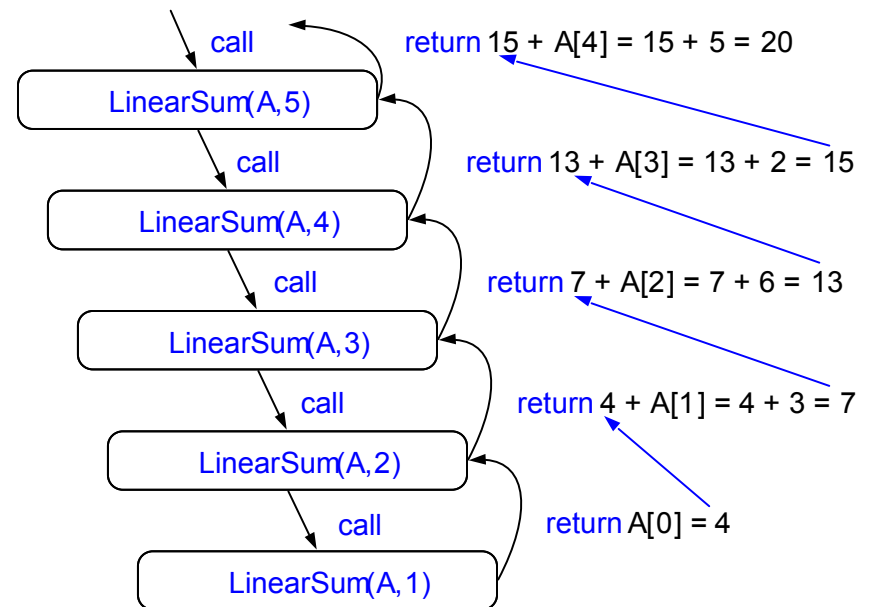 call
return 15 + A[4] = 15 + 5 = 20
LinearSum(A,5)
call
return 13 + A[3] = 13 + 2 = 15
LinearSum(A,4)
call
return 7 + A[2] = 7 + 6 = 13
LinearSum(A,3)
call
return 4 + A[1] = 4 + 3 = 7
LinearSum(A,2)
call
return A[0] = 4
LinearSum(A,1)